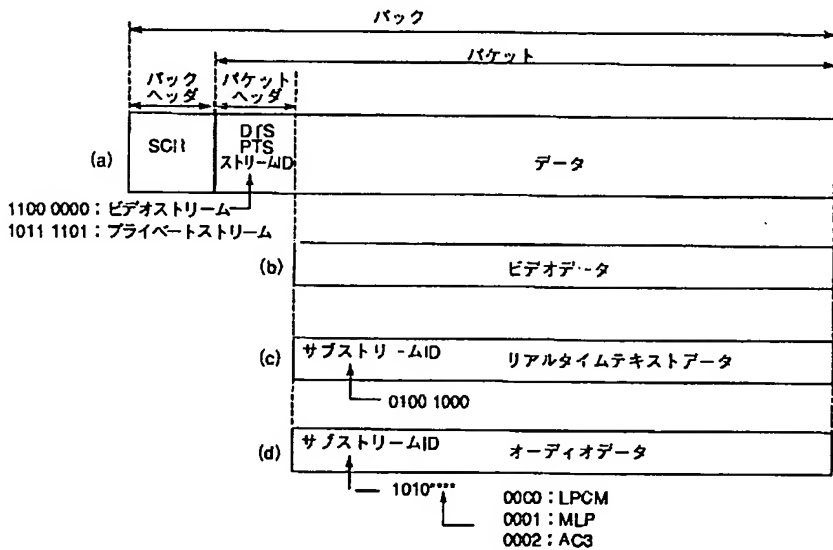 パック
パケット
パック
ヘッダ
パケット
ヘッダ
(a)
SCR
DTS
PTS
ストリームID
データ
1100 0000：ビデオストリーム
1011 1101：プライベートストリーム
(b)
ビデオデータ
(c)
サブストリームID
リアルタイムテキストデータ
0100 1000
(d)
サブストリームID
オーディオデータ
1010****
0000：LPCM
0001：MLP
0002：AC3